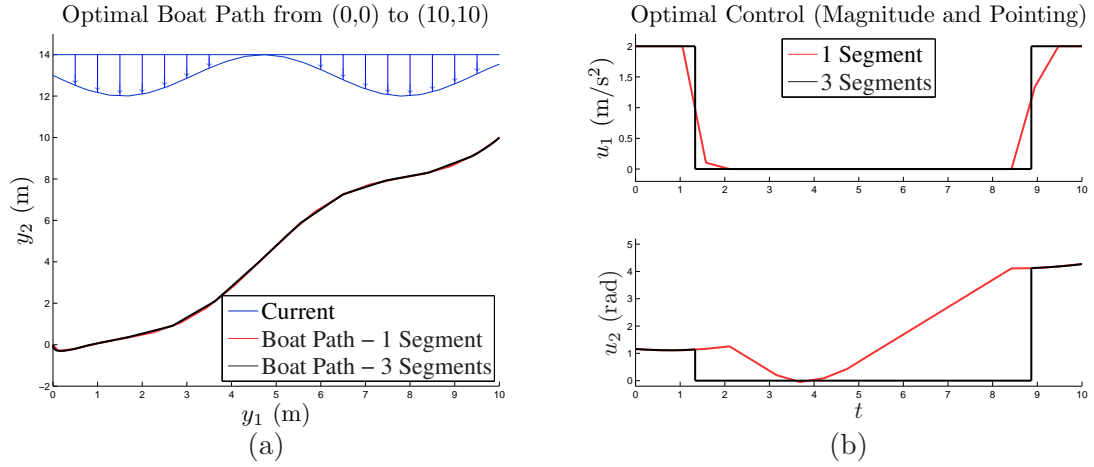 Optimal Boat Path from (0,0) to (10,10)
14
12
10
8
6
4
2
0
−2
y2 (m)
0 1 2 3 4 5 6 7 8 9 10
y1 (m)
Current
Boat Path − 1 Segment
Boat Path − 3 Segments
(a)
Optimal Control (Magnitude and Pointing)
2
1.5
1
0.5
0
u1 (m/s²)
0 1 2 3 4 5 6 7 8 9 10
1 Segment
3 Segments
5
4
3
2
1
0
u2 (rad)
0 1 2 3 4 5 6 7 8 9 10
t
(b)